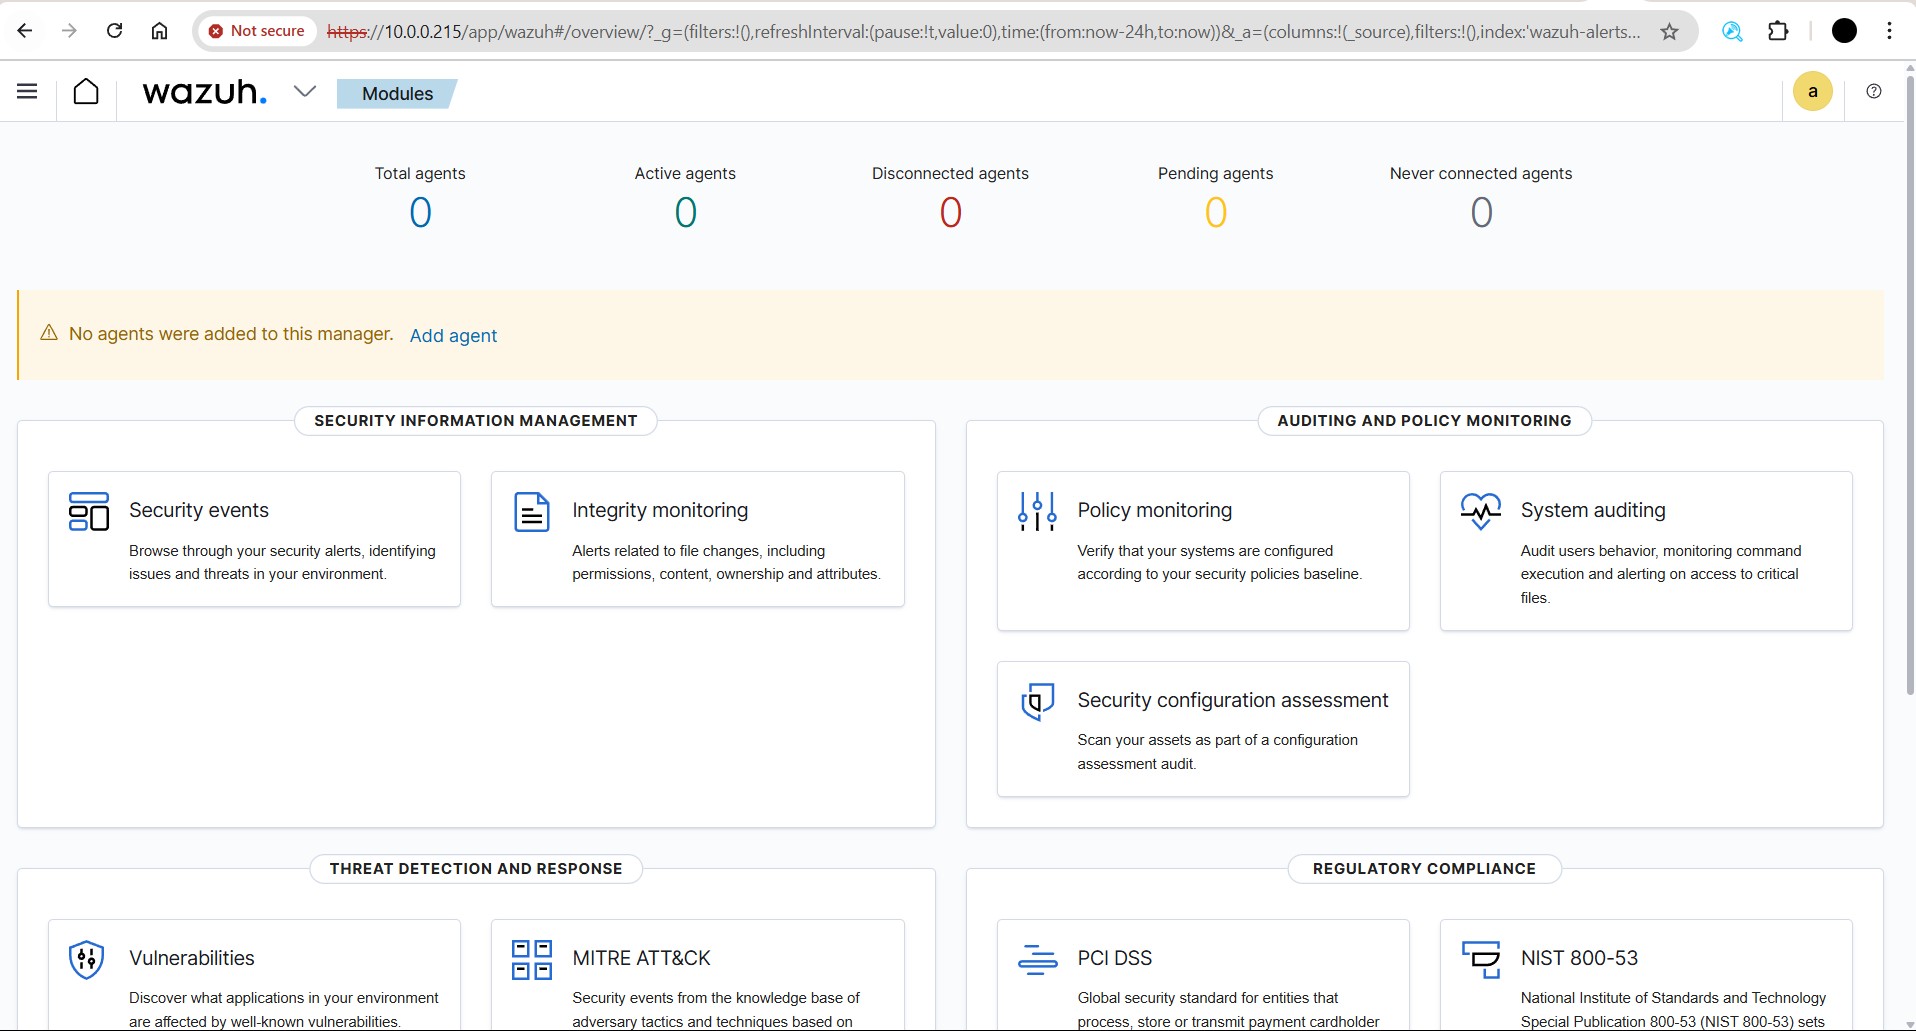 Not secure https://10.0.0.215/app/wazuh#/overview/?_g=(filters:!(),refreshInterval:(pause:!t,value:0),time:(from:now-24h,to:now))&_a=(columns:!(_source),filters:!(),index:'wazuh-alerts...
wazuh. Modules a
Total agents Active agents Disconnected agents Pending agents Never connected agents
0 0 0 0 0
No agents were added to this manager. Add agent
SECURITY INFORMATION MANAGEMENT
Security events
Browse through your security alerts, identifying
issues and threats in your environment.
Integrity monitoring
Alerts related to file changes, including
permissions, content, ownership and attributes.
AUDITING AND POLICY MONITORING
Policy monitoring
Verify that your systems are configured
according to your security policies baseline.
System auditing
Audit users behavior, monitoring command
execution and alerting on access to critical
files.
Security configuration assessment
Scan your assets as part of a configuration
assessment audit.
THREAT DETECTION AND RESPONSE
Vulnerabilities
Discover what applications in your environment
are affected by well-known vulnerabilities.
MITRE ATT&CK
Security events from the knowledge base of
adversary tactics and techniques based on
REGULATORY COMPLIANCE
PCI DSS
Global security standard for entities that
process, store or transmit payment cardholder
NIST 800-53
National Institute of Standards and Technology
Special Publication 800-53 (NIST 800-53) sets